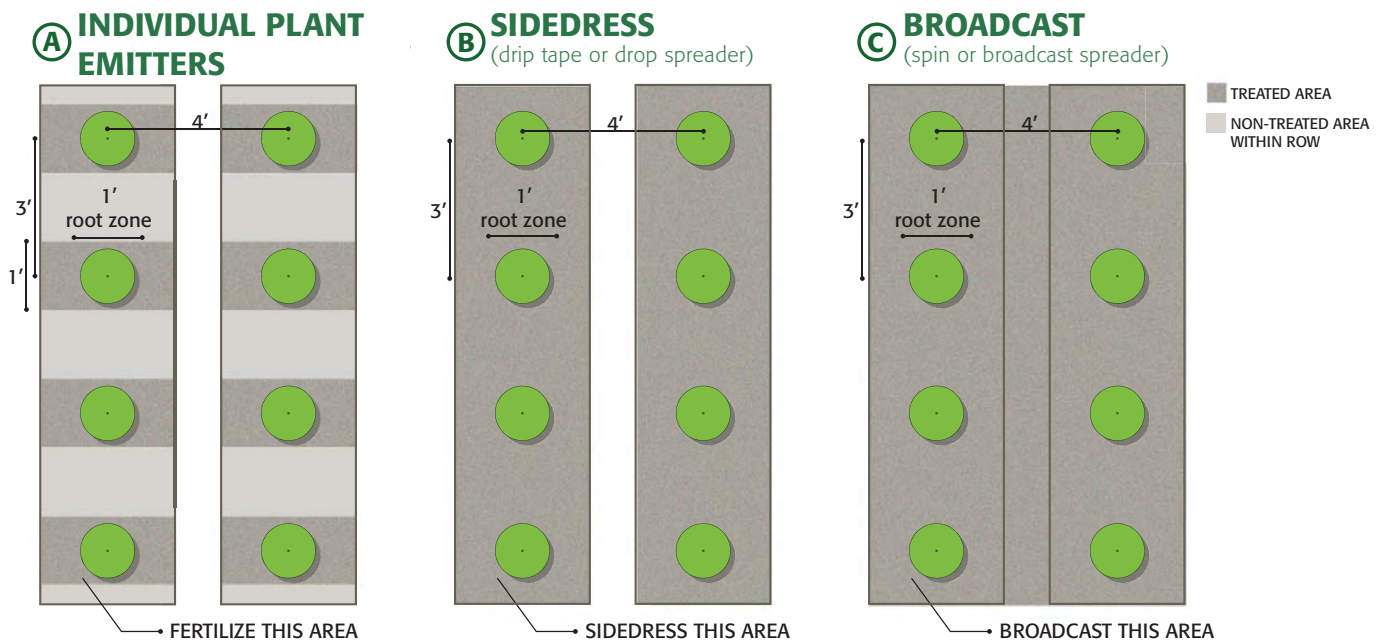 A INDIVIDUAL PLANT
EMITTERS
4’
3’
1’
root zone
1’
FERTILIZE THIS AREA
B SIDEDRESS
(drip tape or drop spreader)
4’
3’
1’
root zone
SIDEDRESS THIS AREA
C BROADCAST
(spin or broadcast spreader)
4’
3’
1’
root zone
BROADCAST THIS AREA
TREATED AREA
NON-TREATED AREA
WITHIN ROW